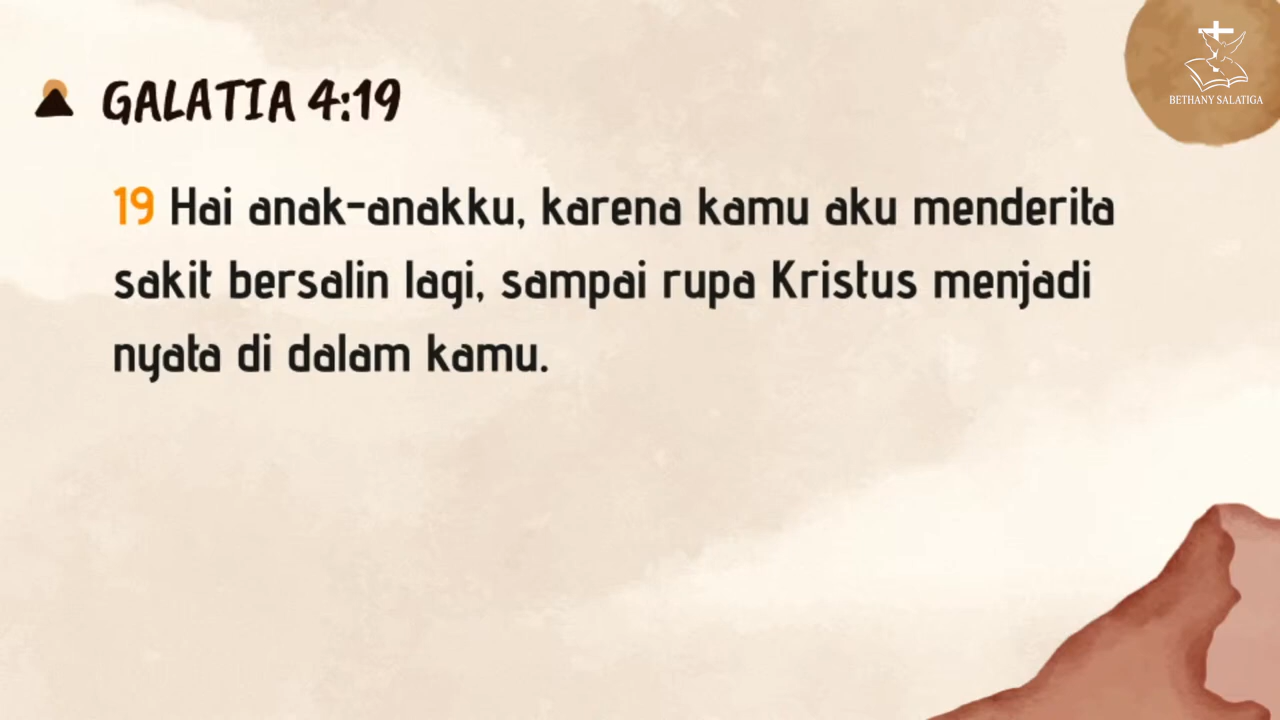 BETHANY SALATIGA
GALATIA 4:19
19 Hai anak-anakku, karena kamu aku menderita
sakit bersalin lagi, sampai rupa Kristus menjadi
nyata di dalam kamu.